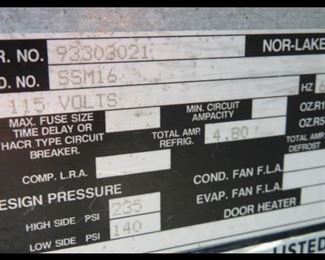 R. NO. 93303021 NOR-LAKE
D. NO. SSM16
115 VOLTS HZ
MAX. FUSE SIZE
TIME DELAY OR
HACR TYPE CIRCUIT
BREAKER.
MIN. CIRCUIT
AMPACITY
OZ.R1
OZ.R5
TOTAL AMP.
REFRIG. 4.80
TOTAL AMP
DEFROST
COMP. L.R.A.
COND. FAN F.L.A.
ESIGN PRESSURE
EVAP. FAN F.L.A.
HIGH SIDE PSI 235
DOOR HEATER
LOW SIDE PSI 140
LISTED